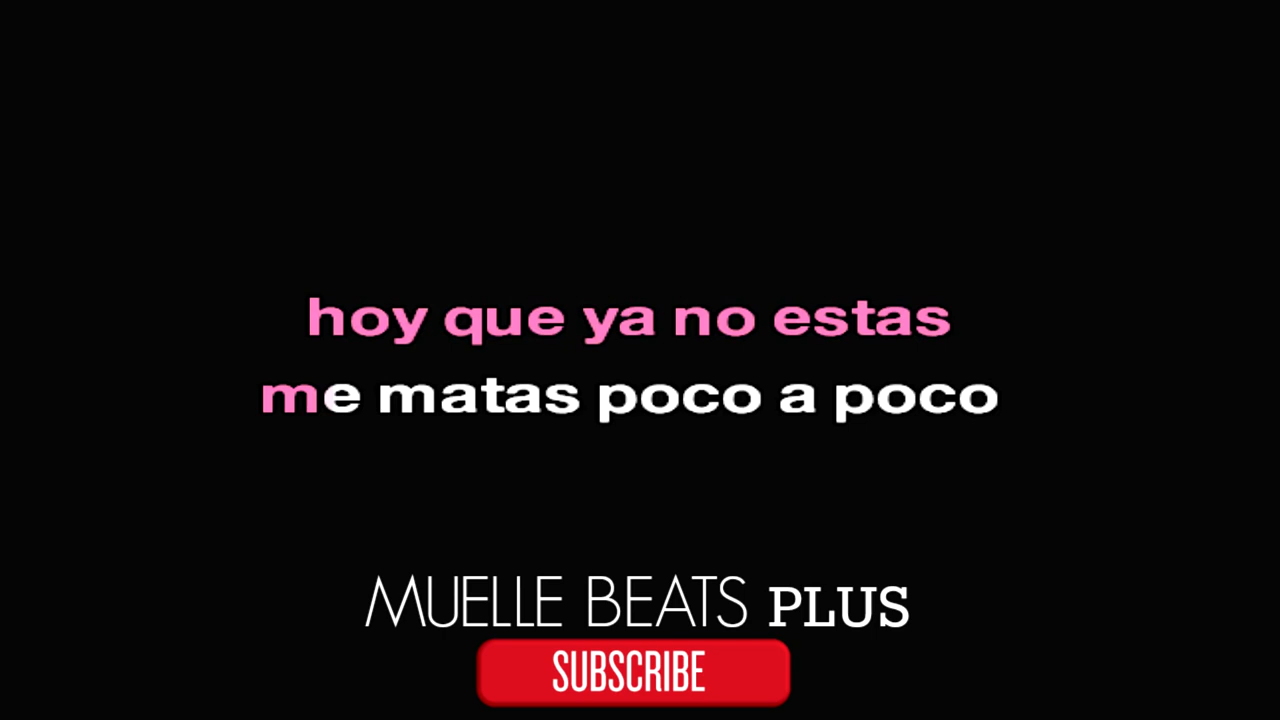 hoy que ya no estas
me matas poco a poco
MUELLE BEATS PLUS
SUBSCRIBE